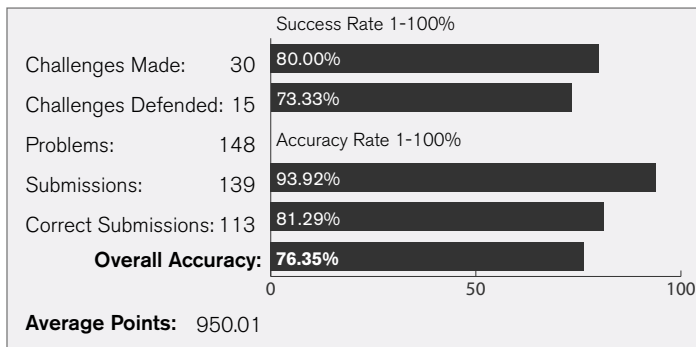 Success Rate 1-100%
Challenges Made: 30 80.00%
Challenges Defended: 15 73.33%
Problems: 148 Accuracy Rate 1-100%
Submissions: 139 93.92%
Correct Submissions: 113 81.29%
Overall Accuracy: 76.35%
0 50 100
Average Points: 950.01